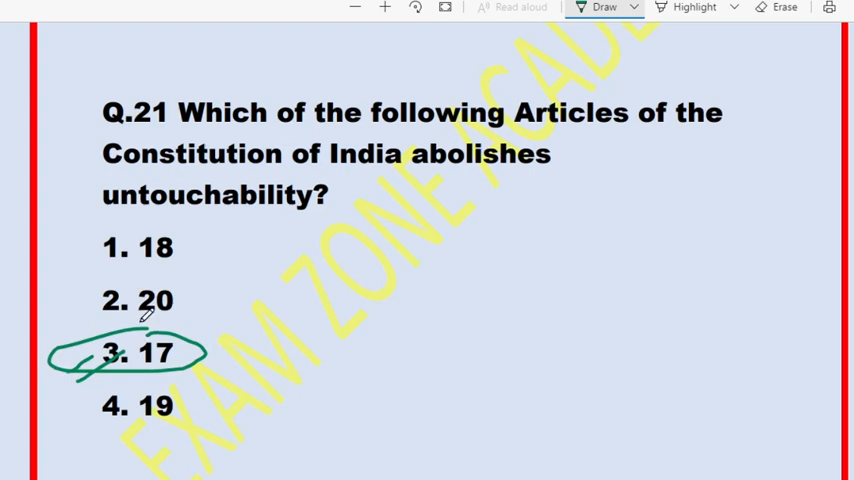 Read aloud Draw Highlight Erase
Q.21 Which of the following Articles of the
Constitution of India abolishes
untouchability?
1. 18
2. 20
3. 17
4. 19
EXAM ZONE ACADE